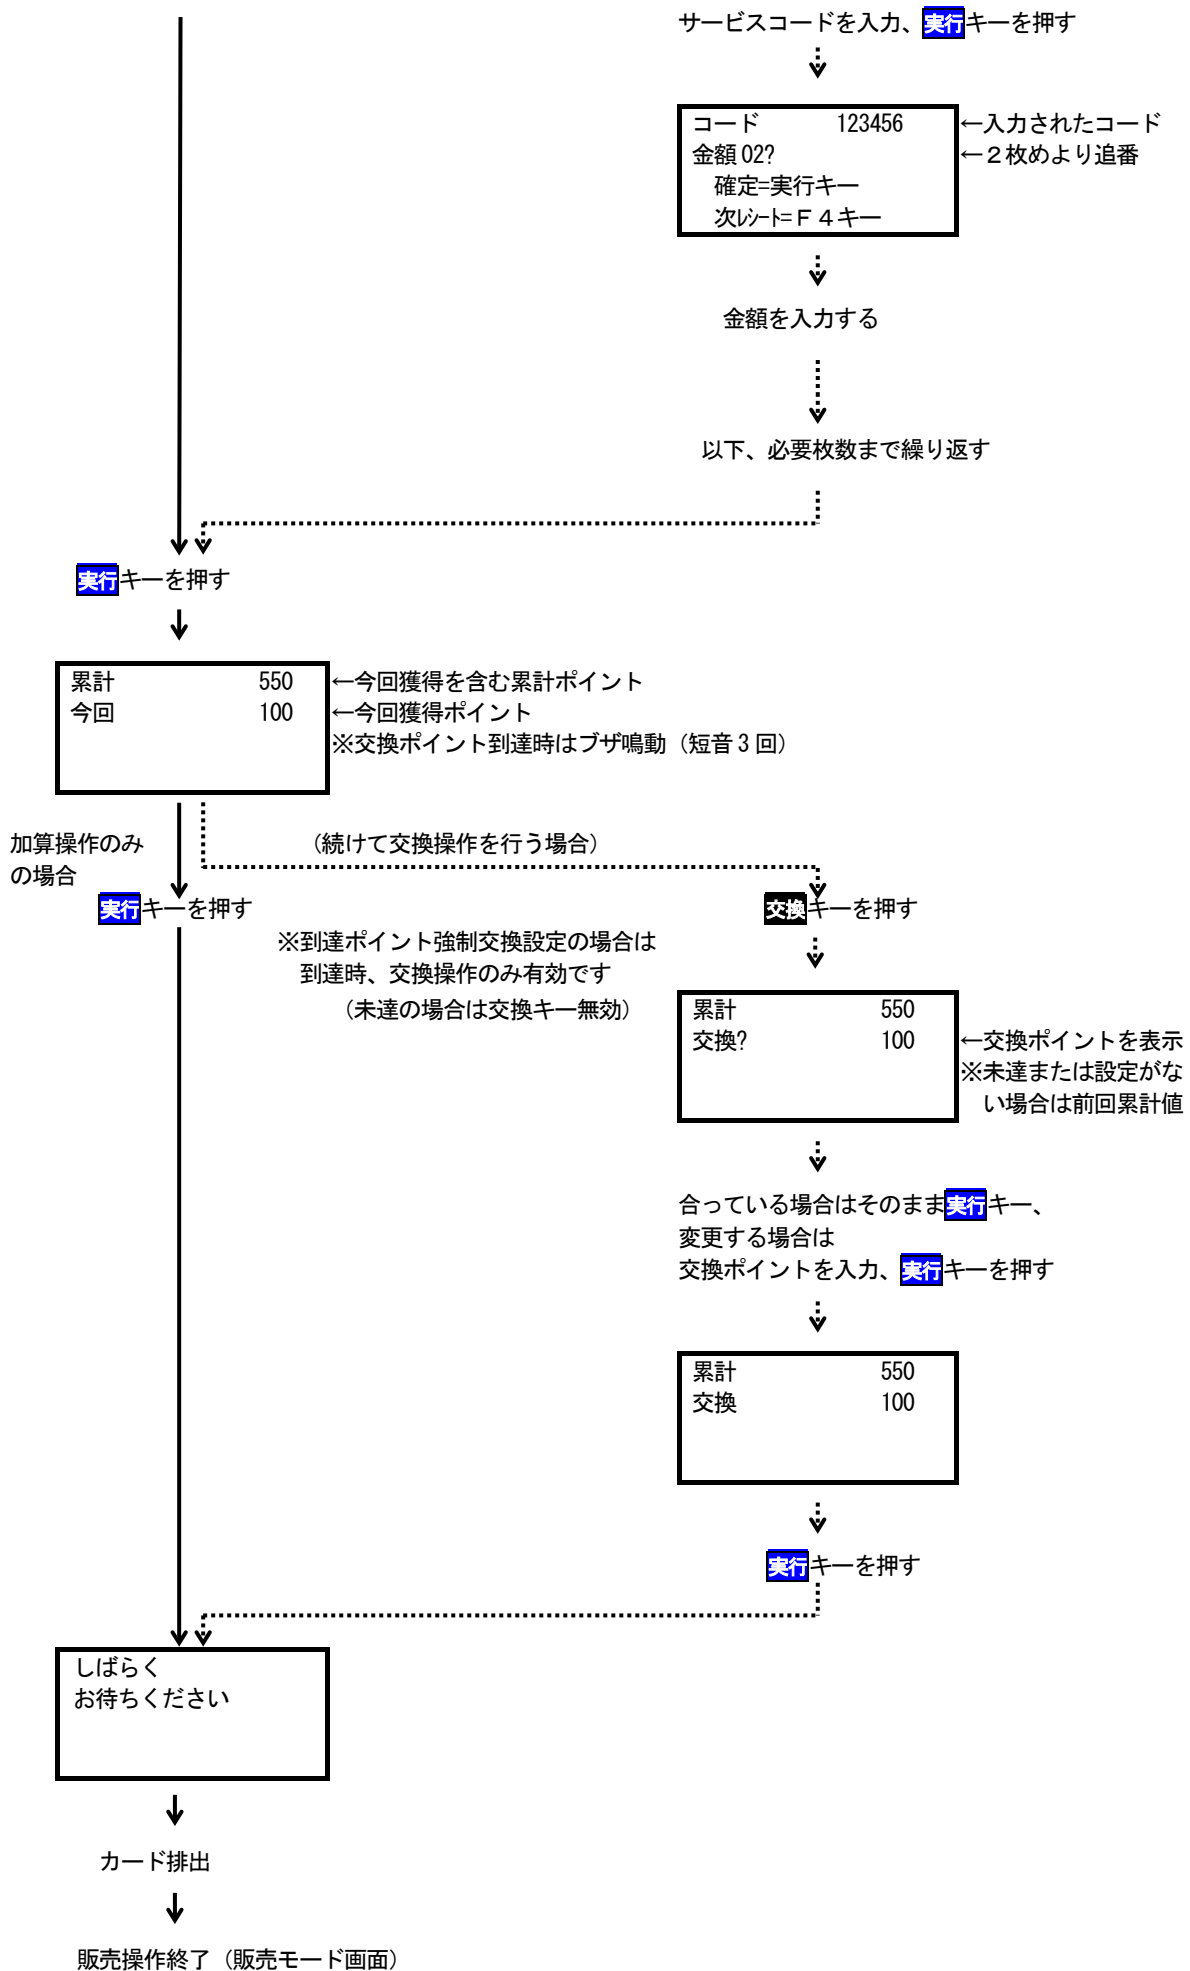 サービスコードを入力、実行キーを押す
コード 123456 ←入力されたコード
金額02? ←２枚めより追番
確定=実行キー
次ﾚｼｰﾄ=Ｆ４キー
金額を入力する
以下、必要枚数まで繰り返す
実行キーを押す
累計 550 ←今回獲得を含む累計ポイント
今回 100 ←今回獲得ポイント
※交換ポイント到達時はブザ鳴動（短音３回）
加算操作のみ
の場合
（続けて交換操作を行う場合）
実行キーを押す
交換キーを押す
※到達ポイント強制交換設定の場合は
到達時、交換操作のみ有効です
（未達の場合は交換キー無効）
累計 550
交換? 100 ←交換ポイントを表示
※未達または設定がな
い場合は前回累計値
合っている場合はそのまま実行キー、
変更する場合は
交換ポイントを入力、実行キーを押す
累計 550
交換 100
実行キーを押す
しばらく
お待ちください
カード排出
販売操作終了（販売モード画面）